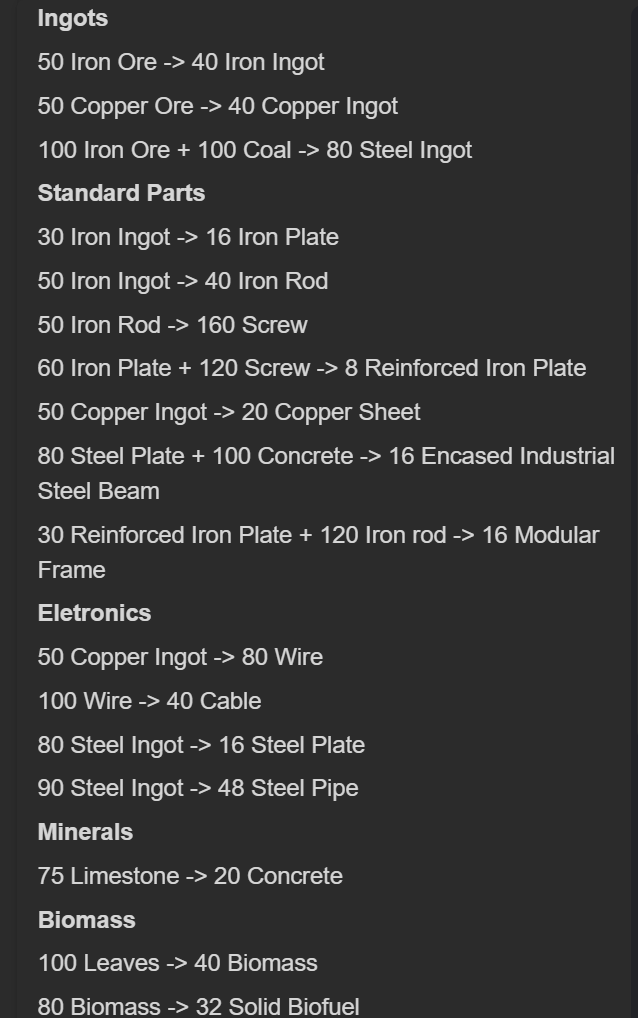 Ingots
50 Iron Ore -> 40 Iron Ingot
50 Copper Ore -> 40 Copper Ingot
100 Iron Ore + 100 Coal -> 80 Steel Ingot
Standard Parts
30 Iron Ingot -> 16 Iron Plate
50 Iron Ingot -> 40 Iron Rod
50 Iron Rod -> 160 Screw
60 Iron Plate + 120 Screw -> 8 Reinforced Iron Plate
50 Copper Ingot -> 20 Copper Sheet
80 Steel Plate + 100 Concrete -> 16 Encased Industrial
Steel Beam
30 Reinforced Iron Plate + 120 Iron rod -> 16 Modular
Frame
Eletronics
50 Copper Ingot -> 80 Wire
100 Wire -> 40 Cable
80 Steel Ingot -> 16 Steel Plate
90 Steel Ingot -> 48 Steel Pipe
Minerals
75 Limestone -> 20 Concrete
Biomass
100 Leaves -> 40 Biomass
80 Biomass -> 32 Solid Biofuel